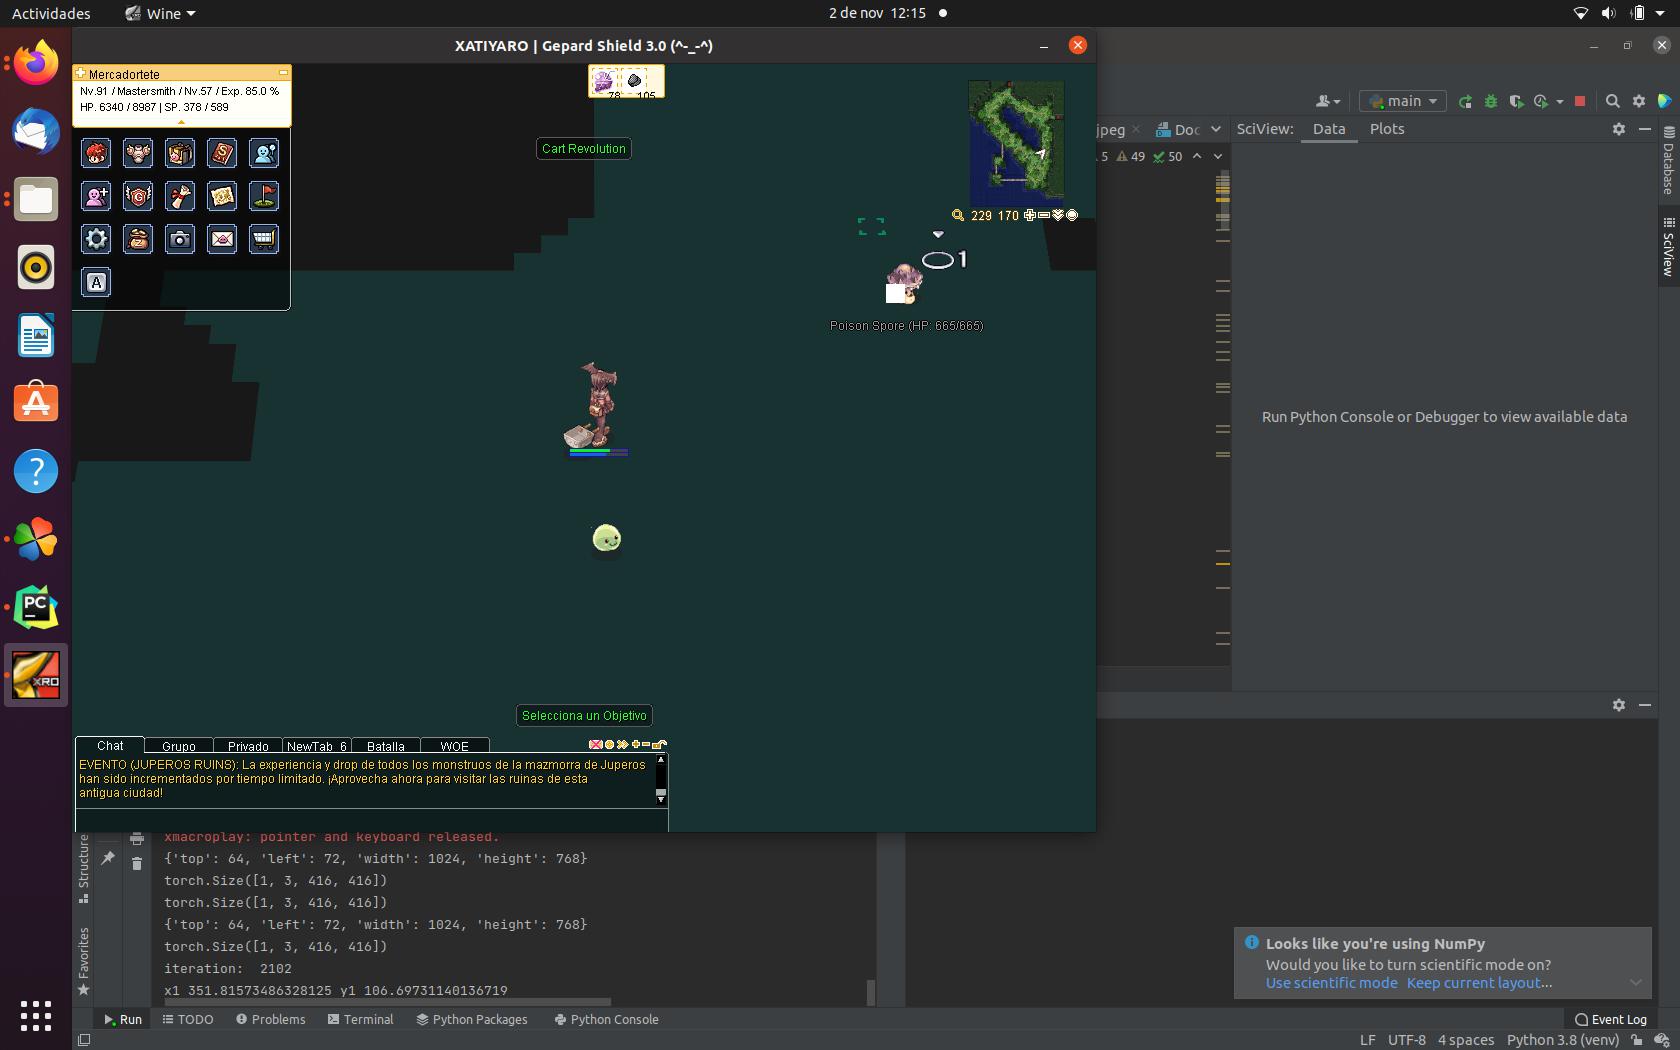 Actividades
Wine
2 de nov 12:15
XATIYARO | Gepard Shield 3.0 (^-_-^)
Mercadortete
Nv.91 / Mastersmith / Nv.57 / Exp. 85.0 %
HP. 6340 / 8987 | SP. 378 / 589
A
78 105
Cart Revolution
229 170
1
Poison Spore (HP: 665/665)
Selecciona un Objetivo
Chat Grupo Privado NewTab_6 Batalla WOE
EVENTO (JUPEROS RUINS): La experiencia y drop de todos los monstruos de la mazmorra de Juperos
han sido incrementados por tiempo limitado. ¡Aprovecha ahora para visitar las ruinas de esta
antigua ciudad!
PC
XRO
main
jpeg Doc
SciView: Data Plots
5 49 50
Database
SciView
Run Python Console or Debugger to view available data
Structure
Favorites
xmacroplay: pointer and keyboard released.
{'top': 64, 'left': 72, 'width': 1024, 'height': 768}
torch.Size([1, 3, 416, 416])
torch.Size([1, 3, 416, 416])
{'top': 64, 'left': 72, 'width': 1024, 'height': 768}
torch.Size([1, 3, 416, 416])
iteration: 2102
x1 351.81573486328125 y1 106.69731140136719
Looks like you're using NumPy
Would you like to turn scientific mode on?
Use scientific mode Keep current layout...
Run TODO Problems Terminal Python Packages Python Console
Event Log
LF UTF-8 4 spaces Python 3.8 (venv)